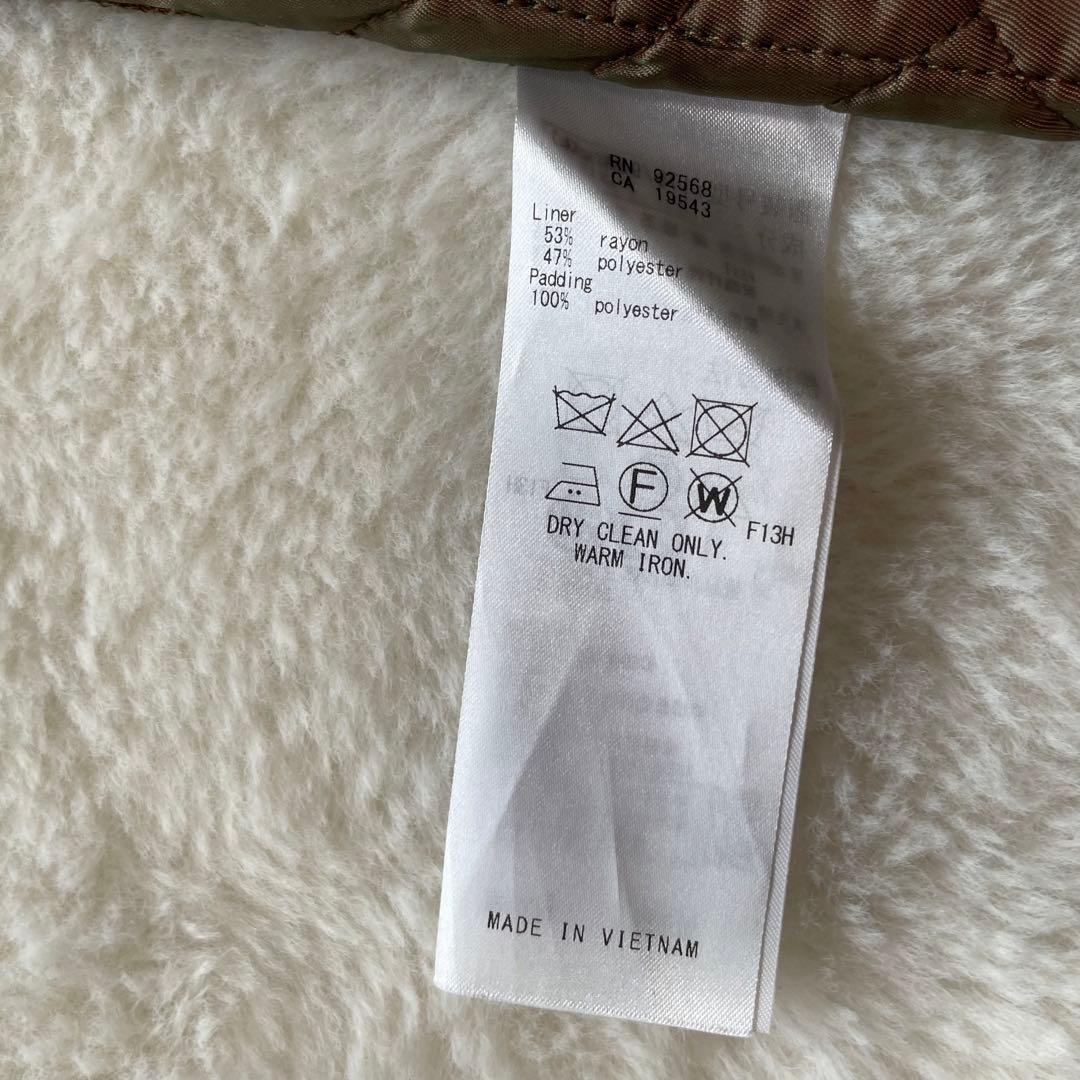 RN 92568
CA 19543
Liner
53% rayon
47% polyester
Padding
100% polyester
F W F13H
DRY CLEAN ONLY.
WARM IRON.
MADE IN VIETNAM